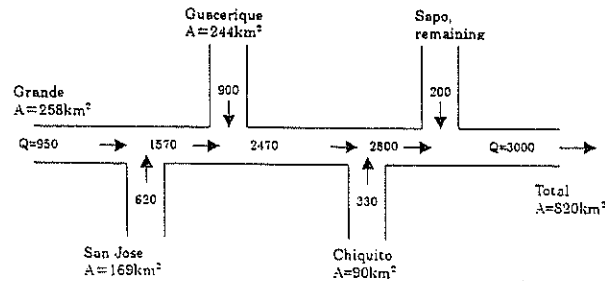 Guacerique
A=244km²
Sapo,
remaining
Grande
A=258km²
900
200
Q=950
1570
2470
2800
Q=3000
620
330
Total
A=820km²
San Jose
A=169km²
Chiquito
A=90km²